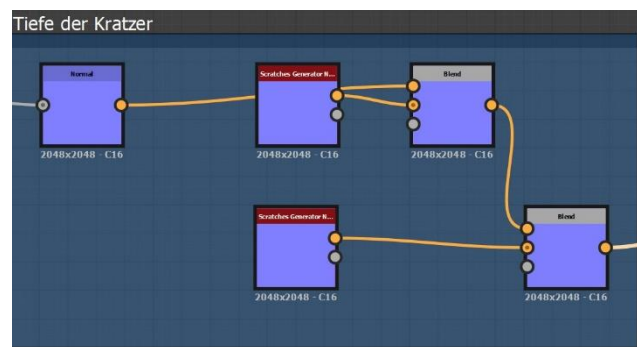 Tiefe der Kratzer
Normal
Scratches Generator N...
Blend
2048x2048 - C16
2048x2048 - C16
2048x2048 - C16
Scratches Generator N...
Blend
2048x2048 - C16
2048x2048 - C16